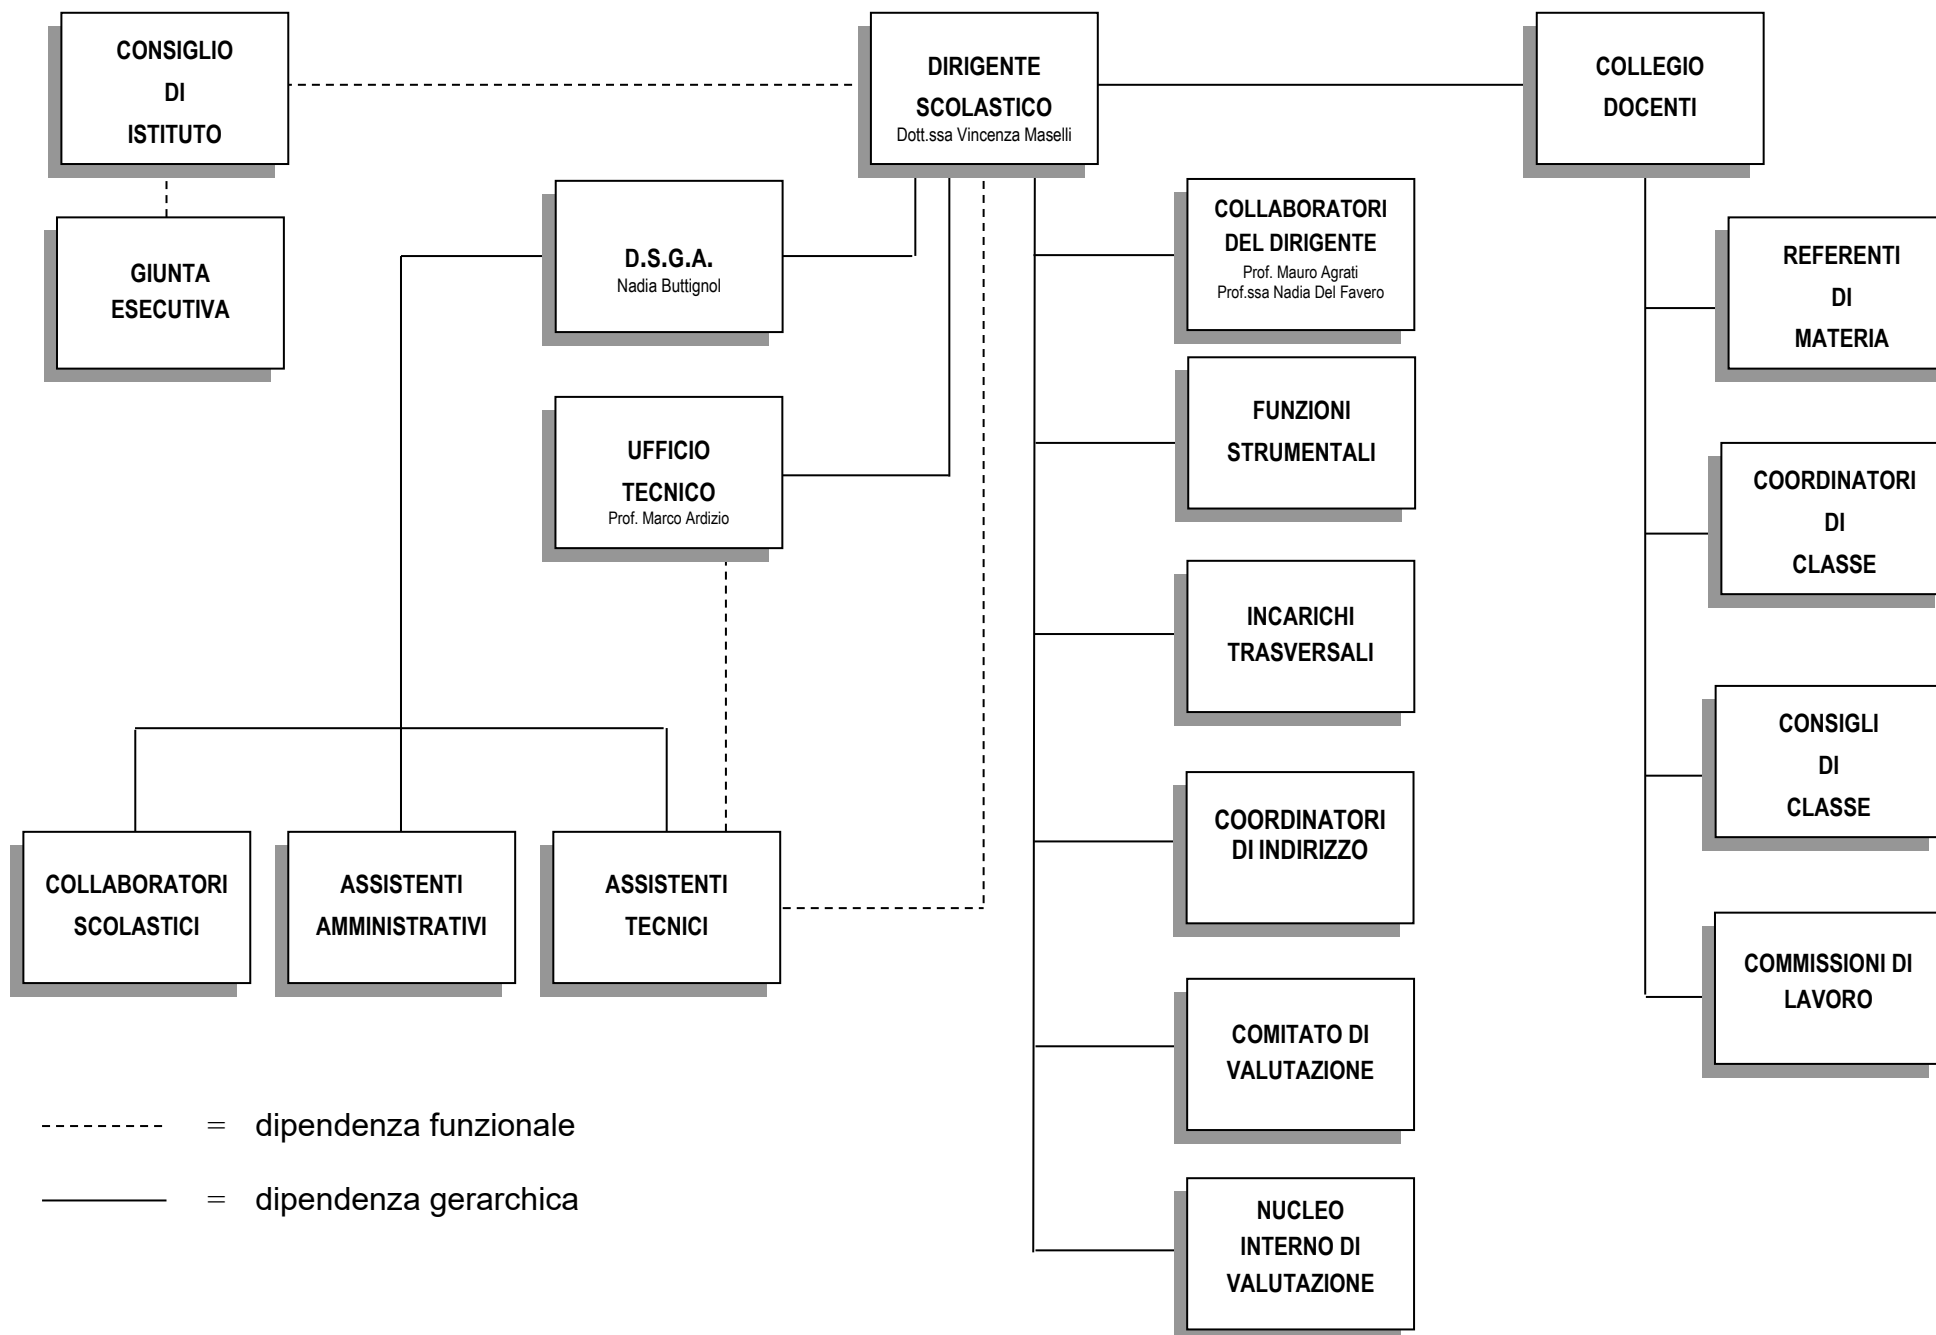 CONSIGLIO
DI
ISTITUTO
DIRIGENTE
SCOLASTICO
Dott.ssa Vincenza Maselli
COLLEGIO
DOCENTI
GIUNTA
ESECUTIVA
D.S.G.A.
Nadia Buttignol
COLLABORATORI
DEL DIRIGENTE
Prof. Mauro Agrati
Prof.ssa Nadia Del Favero
REFERENTI
DI
MATERIA
UFFICIO
TECNICO
Prof. Marco Ardizio
FUNZIONI
STRUMENTALI
COORDINATORI
DI
CLASSE
INCARICHI
TRASVERSALI
CONSIGLI
DI
CLASSE
COLLABORATORI
SCOLASTICI
ASSISTENTI
AMMINISTRATIVI
ASSISTENTI
TECNICI
COORDINATORI
DI INDIRIZZO
COMMISSIONI DI
LAVORO
COMITATO DI
VALUTAZIONE
NUCLEO
INTERNO DI
VALUTAZIONE
= dipendenza funzionale
= dipendenza gerarchica